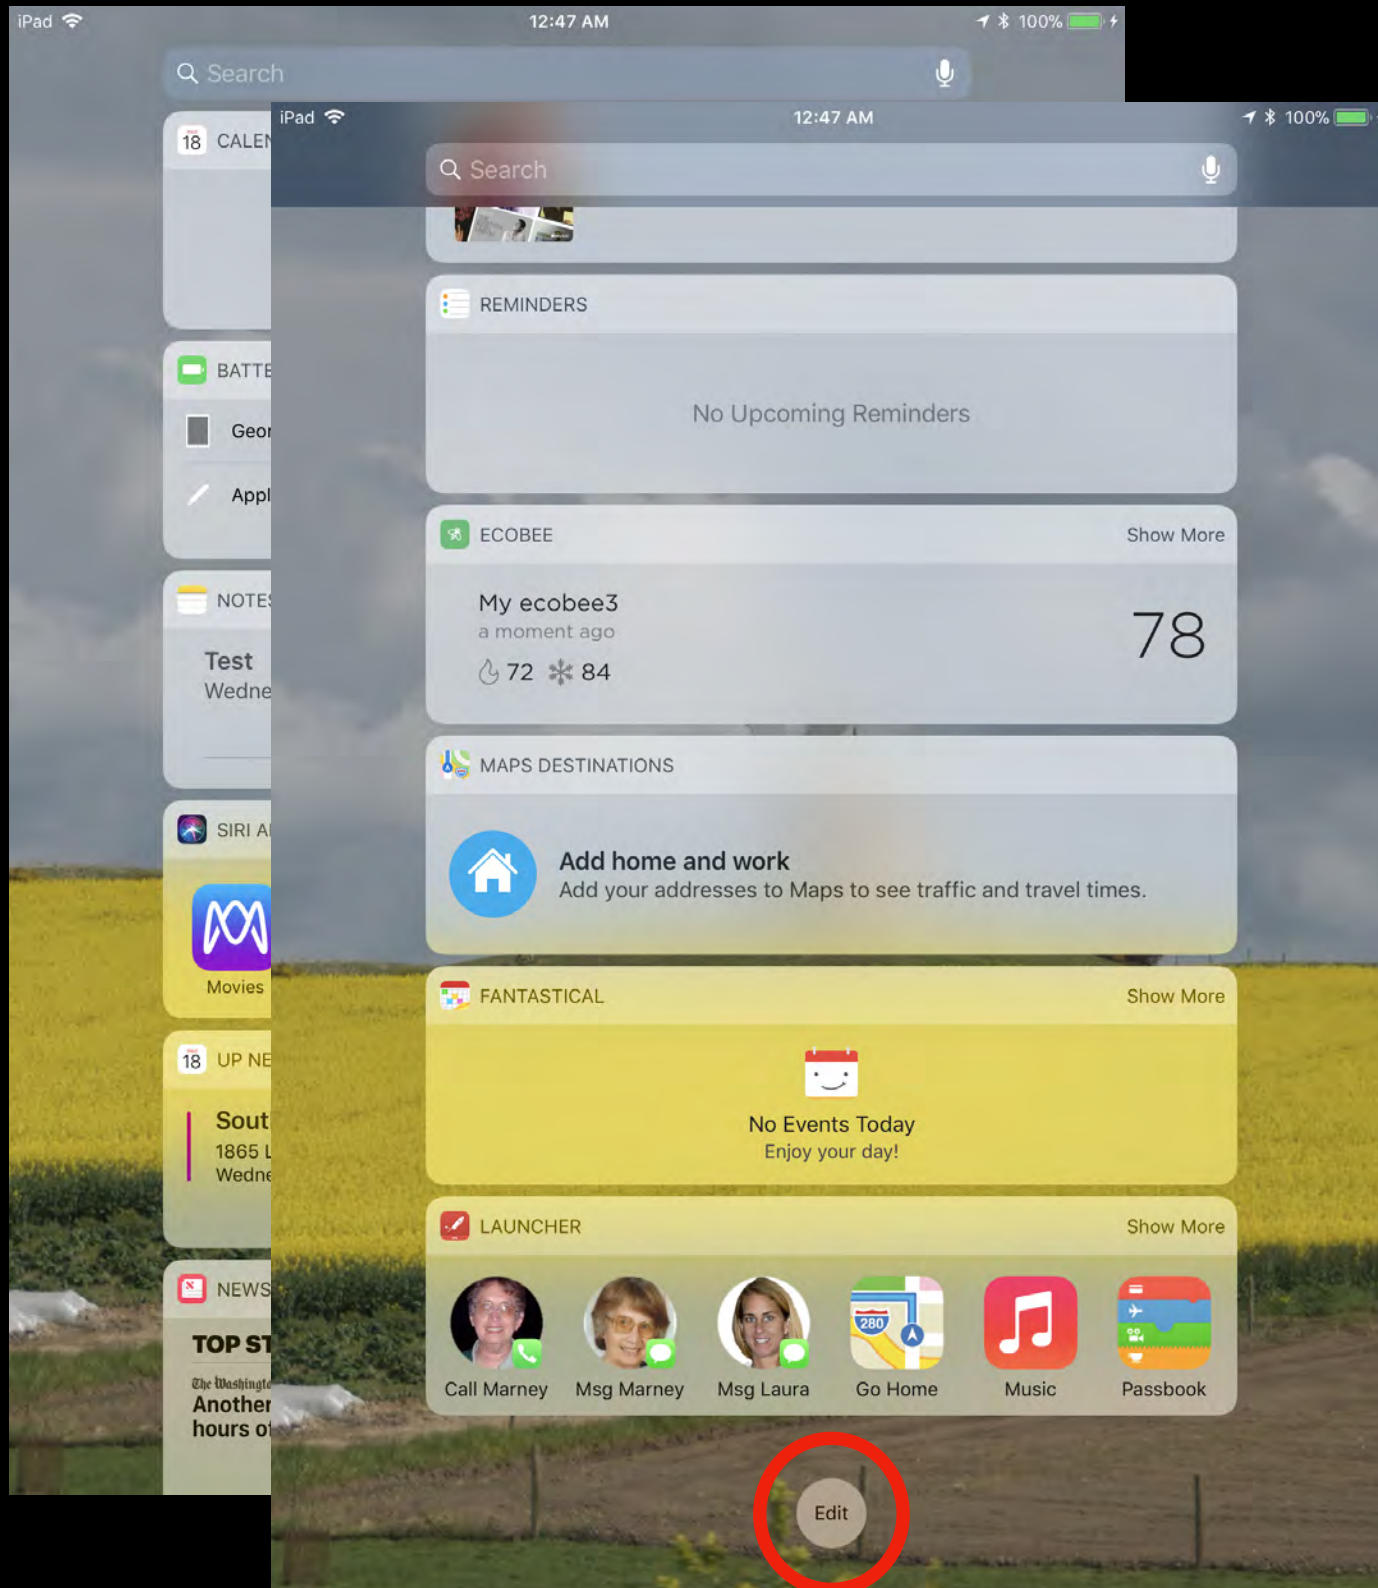 iPad
12:47 AM
100%
Search
18 CALEN
BATTE
Geor
Appl
NOTES
Test
Wedne
SIRI A
Movies
18 UP NE
Sout
1865 L
Wedne
NEWS
TOP ST
The Washingto
Another
hours of
iPad
12:47 AM
100%
Search
REMINDERS
No Upcoming Reminders
ECOBEE Show More
My ecobee3
a moment ago
72 84
78
MAPS DESTINATIONS
Add home and work
Add your addresses to Maps to see traffic and travel times.
FANTASTICAL Show More
No Events Today
Enjoy your day!
LAUNCHER Show More
280
Call Marney Msg Marney Msg Laura Go Home Music Passbook
Edit